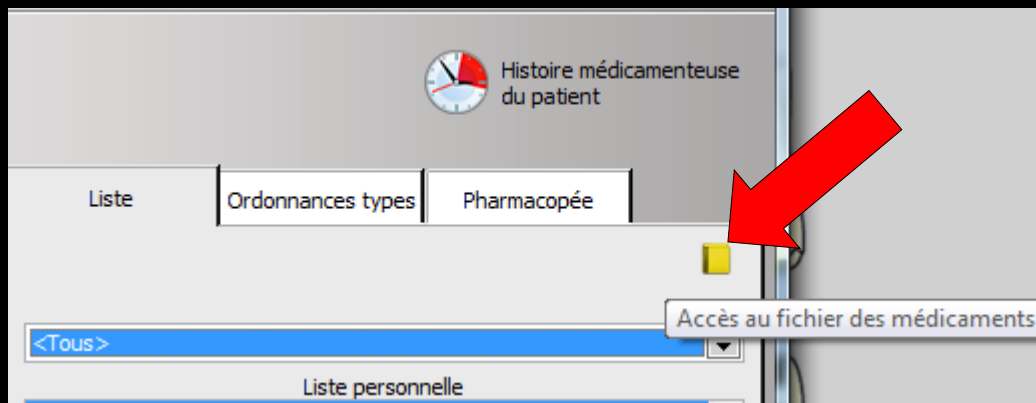 Histoire médicamenteuse
du patient
Liste
Ordonnances types
Pharmacopée
Accès au fichier des médicaments
<Tous>
Liste personnelle